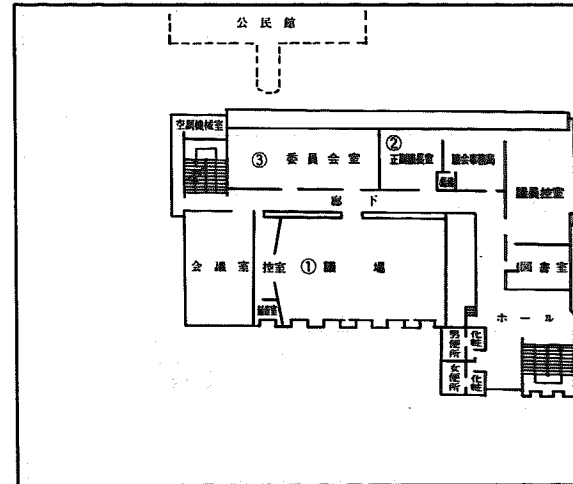 公民館
空調機械室
③ 委員会室
②
正副議長室
議会事務局
議員控室
廊下
会議室
控室
① 議場
図書室
ホール
男便所
化粧
女便所
化粧